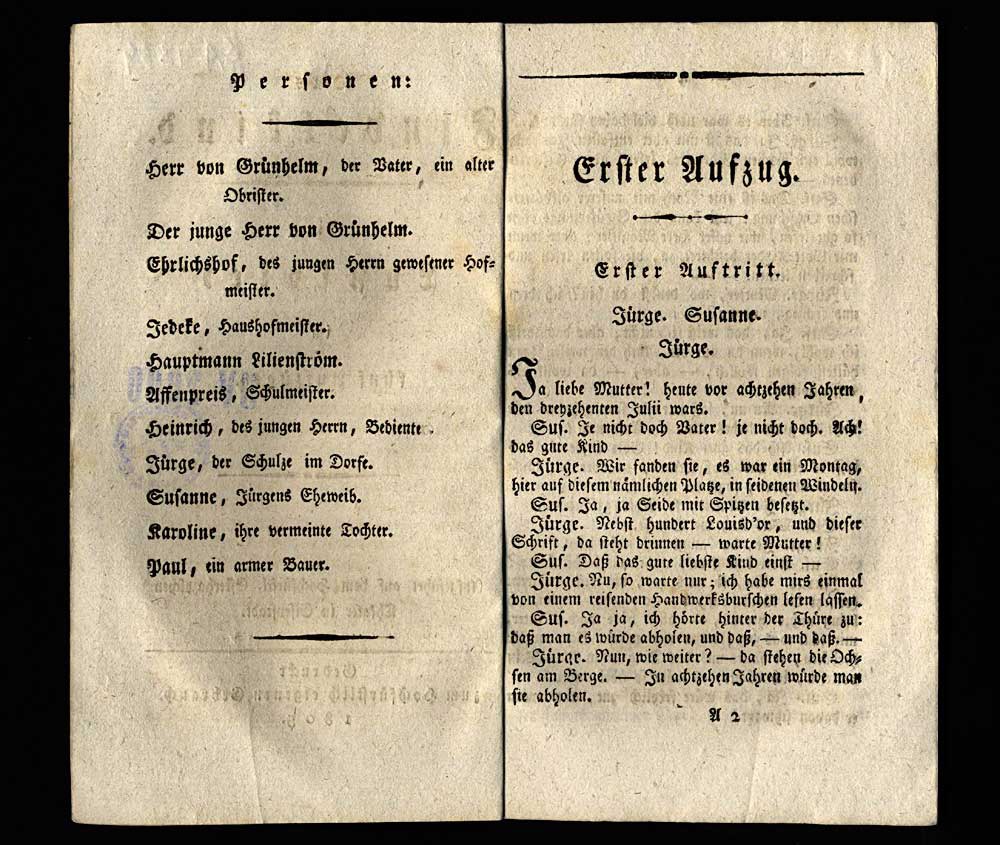 Personen:
Herr von Grünhelm, der Vater, ein alter
Obrister.
Der junge Herr von Grünhelm.
Ehrlichshof, des jungen Herrn gewesener Hof-
meister.
Jedeke, Haushofmeister.
Hauptmann Lilienström.
Affenpreis, Schulmeister.
Heinrich, des jungen Herrn, Bediente.
Jürge, der Schulze im Dorfe.
Susanne, Jürgens Eheweib.
Karoline, ihre vermeinte Tochter.
Paul, ein armer Bauer.
Erster Aufzug.
Erster Auftritt.
Jürge. Susanne.
Jürge.
Ja liebe Mutter! heute vor achtzehen Jahren,
den dreyzehenten Julii wars.
Sus. Je nicht doch Vater! je nicht doch. Ach!
das gute Kind —
Jürge. Wir fanden sie, es war ein Montag,
hier auf diesem nämlichen Platze, in seidenen Windeln.
Sus. Ja, ja Seide mit Spitzen besetzt.
Jürge. Nebst hundert Louisd'or, und dieser
Schrift, da steht drinnen — warte Mutter!
Sus. Daß das gute liebste Kind einst —
Jürge. Nu, so warte nur; ich habe mirs einmal
von einem reisenden Handwerksburschen lesen lassen.
Sus. Ja ja, ich hörte hinter der Thüre zu:
daß man es würde abholen, und daß, — und daß. —
Jürge. Nun, wie weiter? — da stehen die Och-
sen am Berge. — In achtzehen Jahren würde man
sie abholen.
A 2